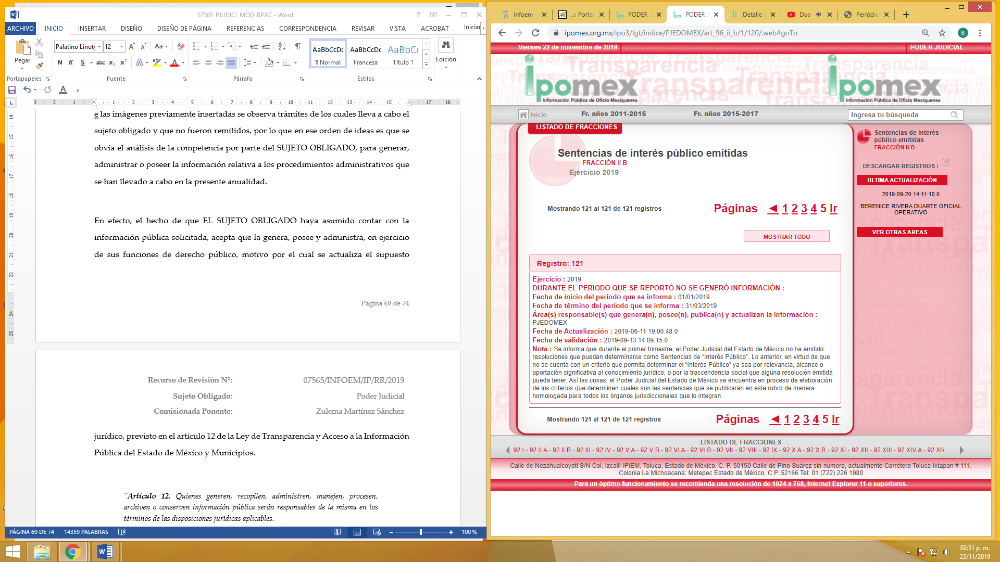 07565_PJUDICI_MOD_BPAC - Word
ARCHIVO INICIO INSERTAR DISEÑO DISEÑO DE PÁGINA REFERENCIAS CORRESPONDENCIA REVISAR VISTA ACROBAT Iniciar
Pegar
Palatino Linoty 12
Edición
AaBbCcDc AaBbCcDc AaBbCc
¶ Normal Francesa Título 1
Portapapeles Fuente Párrafo Estilos
e las imágenes previamente insertadas se observa trámites de los cuales lleva a cabo el
sujeto obligado y que no fueron remitidos, por lo que en ese orden de ideas es que se
obvia el análisis de la competencia por parte del SUJETO OBLIGADO, para generar,
administrar o poseer la información relativa a los procedimientos administrativos que
se han llevado a cabo en la presente anualidad.
En efecto, el hecho de que EL SUJETO OBLIGADO haya asumido contar con la
información pública solicitada, acepta que la genera, posee y administra, en ejercicio
de sus funciones de derecho público, motivo por el cual se actualiza el supuesto
Página 69 de 74
Recurso de Revisión N°: 07565/INFOEM/IP/RR/2019
Sujeto Obligado: Poder Judicial
Comisionada Ponente: Zulema Martínez Sánchez
jurídico, previsto en el artículo 12 de la Ley de Transparencia y Acceso a la Información
Pública del Estado de México y Municipios.
“Artículo 12. Quienes generen, recopilen, administren, manejen, procesen,
archiven o conserven información pública serán responsables de la misma en los
términos de las disposiciones jurídicas aplicables.
PÁGINA 69 DE 74 14359 PALABRAS 100 %
Infoem - ..:: Portal PODER J PODER J Detalle Dua Periódic
ipomex.org.mx/ipo3/lgt/indice/PJEDOMEX/art_96_ii_b/1/120/.web#goTo
Viernes 22 de noviembre de 2019 PODER JUDICIAL
ipomex
Información Pública de Oficio Mexiquense
ipomex
Información Pública de Oficio Mexiquense
Inicio Fr. años 2011-2015 Fr. años 2015-2017 Ingresa tu búsqueda
LISTADO DE FRACCIONES
Sentencias de interés público emitidas
FRACCIÓN II B
Ejercicio 2019
Mostrando 121 al 121 de 121 registros Páginas ◄ 1 2 3 4 5 Ir
MOSTRAR TODO
Registro: 121
Ejercicio : 2019
DURANTE EL PERIODO QUE SE REPORTÓ NO SE GENERÓ INFORMACIÓN :
Fecha de inicio del periodo que se informa : 01/01/2019
Fecha de término del periodo que se informa : 31/03/2019
Área(s) responsable(s) que genera(n), posee(n), publica(n) y actualizan la información :
PJEDOMEX
Fecha de Actualización : 2019-06-11 19:00:48.0
Fecha de validación : 2019-09-13 14:09:15.0
Nota : Se informa que durante el primer trimestre, el Poder Judicial del Estado de México no ha emitido
resoluciones que puedan determinarse como Sentencias de “Interés Público”. Lo anterior, en virtud de que
no se cuenta con un criterio que permita determinar el “Interés Público” ya sea por relevancia, alcance o
aportación significativa al conocimiento jurídico, o por la trascendencia social que alguna resolución emitida
pueda tener. Así las cosas, el Poder Judicial del Estado de México se encuentra en proceso de elaboración
de los criterios que determinen cuales son las sentencias que se publicaran en este rubro de manera
homologada para todos los órganos jurisdiccionales que lo integran.
Mostrando 121 al 121 de 121 registros Páginas ◄ 1 2 3 4 5 Ir
Sentencias de interés
público emitidas
FRACCIÓN II B
DESCARGAR REGISTROS :
ULTIMA ACTUALIZACIÓN
2019-09-20 14:11:10.0
BERENICE RIVERA DUARTE OFICIAL
OPERATIVO
VER OTRAS AREAS
LISTADO DE FRACCIONES
92 I - 92 II A - 92 II B - 92 III - 92 IV - 92 V A - 92 V B - 92 VI A - 92 VI B - 92 VII - 92 VIII - 92 IX - 92 X A - 92 X B - 92 XI - 92 XII - 92 XIII - 92 XIV A - 92 XIV
Calle de Nezahualcoyotl S/N Col. Izcalli IPIEM, Toluca, Estado de México. C. P. 50150 Calle de Pino Suárez sin número, actualmente Carretera Toluca-Ixtapan # 111,
Colonia La Michoacana; Metepec Estado de México, C.P. 52166 Tel: 01 (722) 226 1980
Para un óptimo funcionamiento se recomienda una resolución de 1024 x 768, Internet Explorer 11 o superiores.
02:51 p. m.
22/11/2019